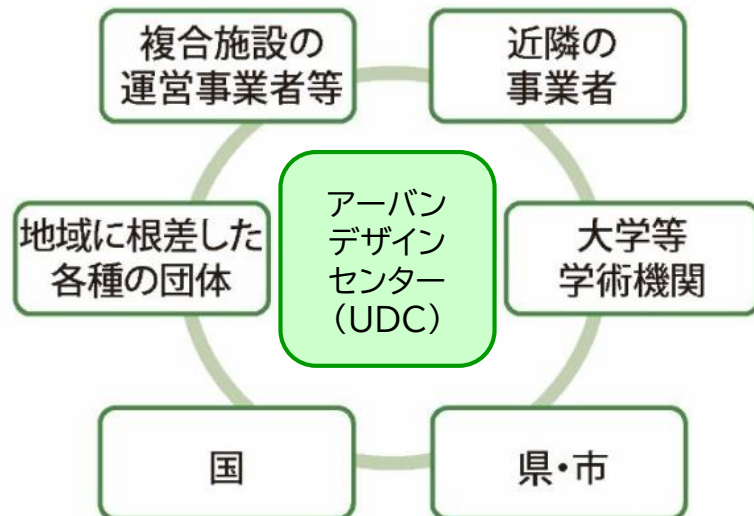 複合施設の
運営事業者等
近隣の
事業者
地域に根差した
各種の団体
アーバン
デザイン
センター
（UDC）
大学等
学術機関
国
県・市